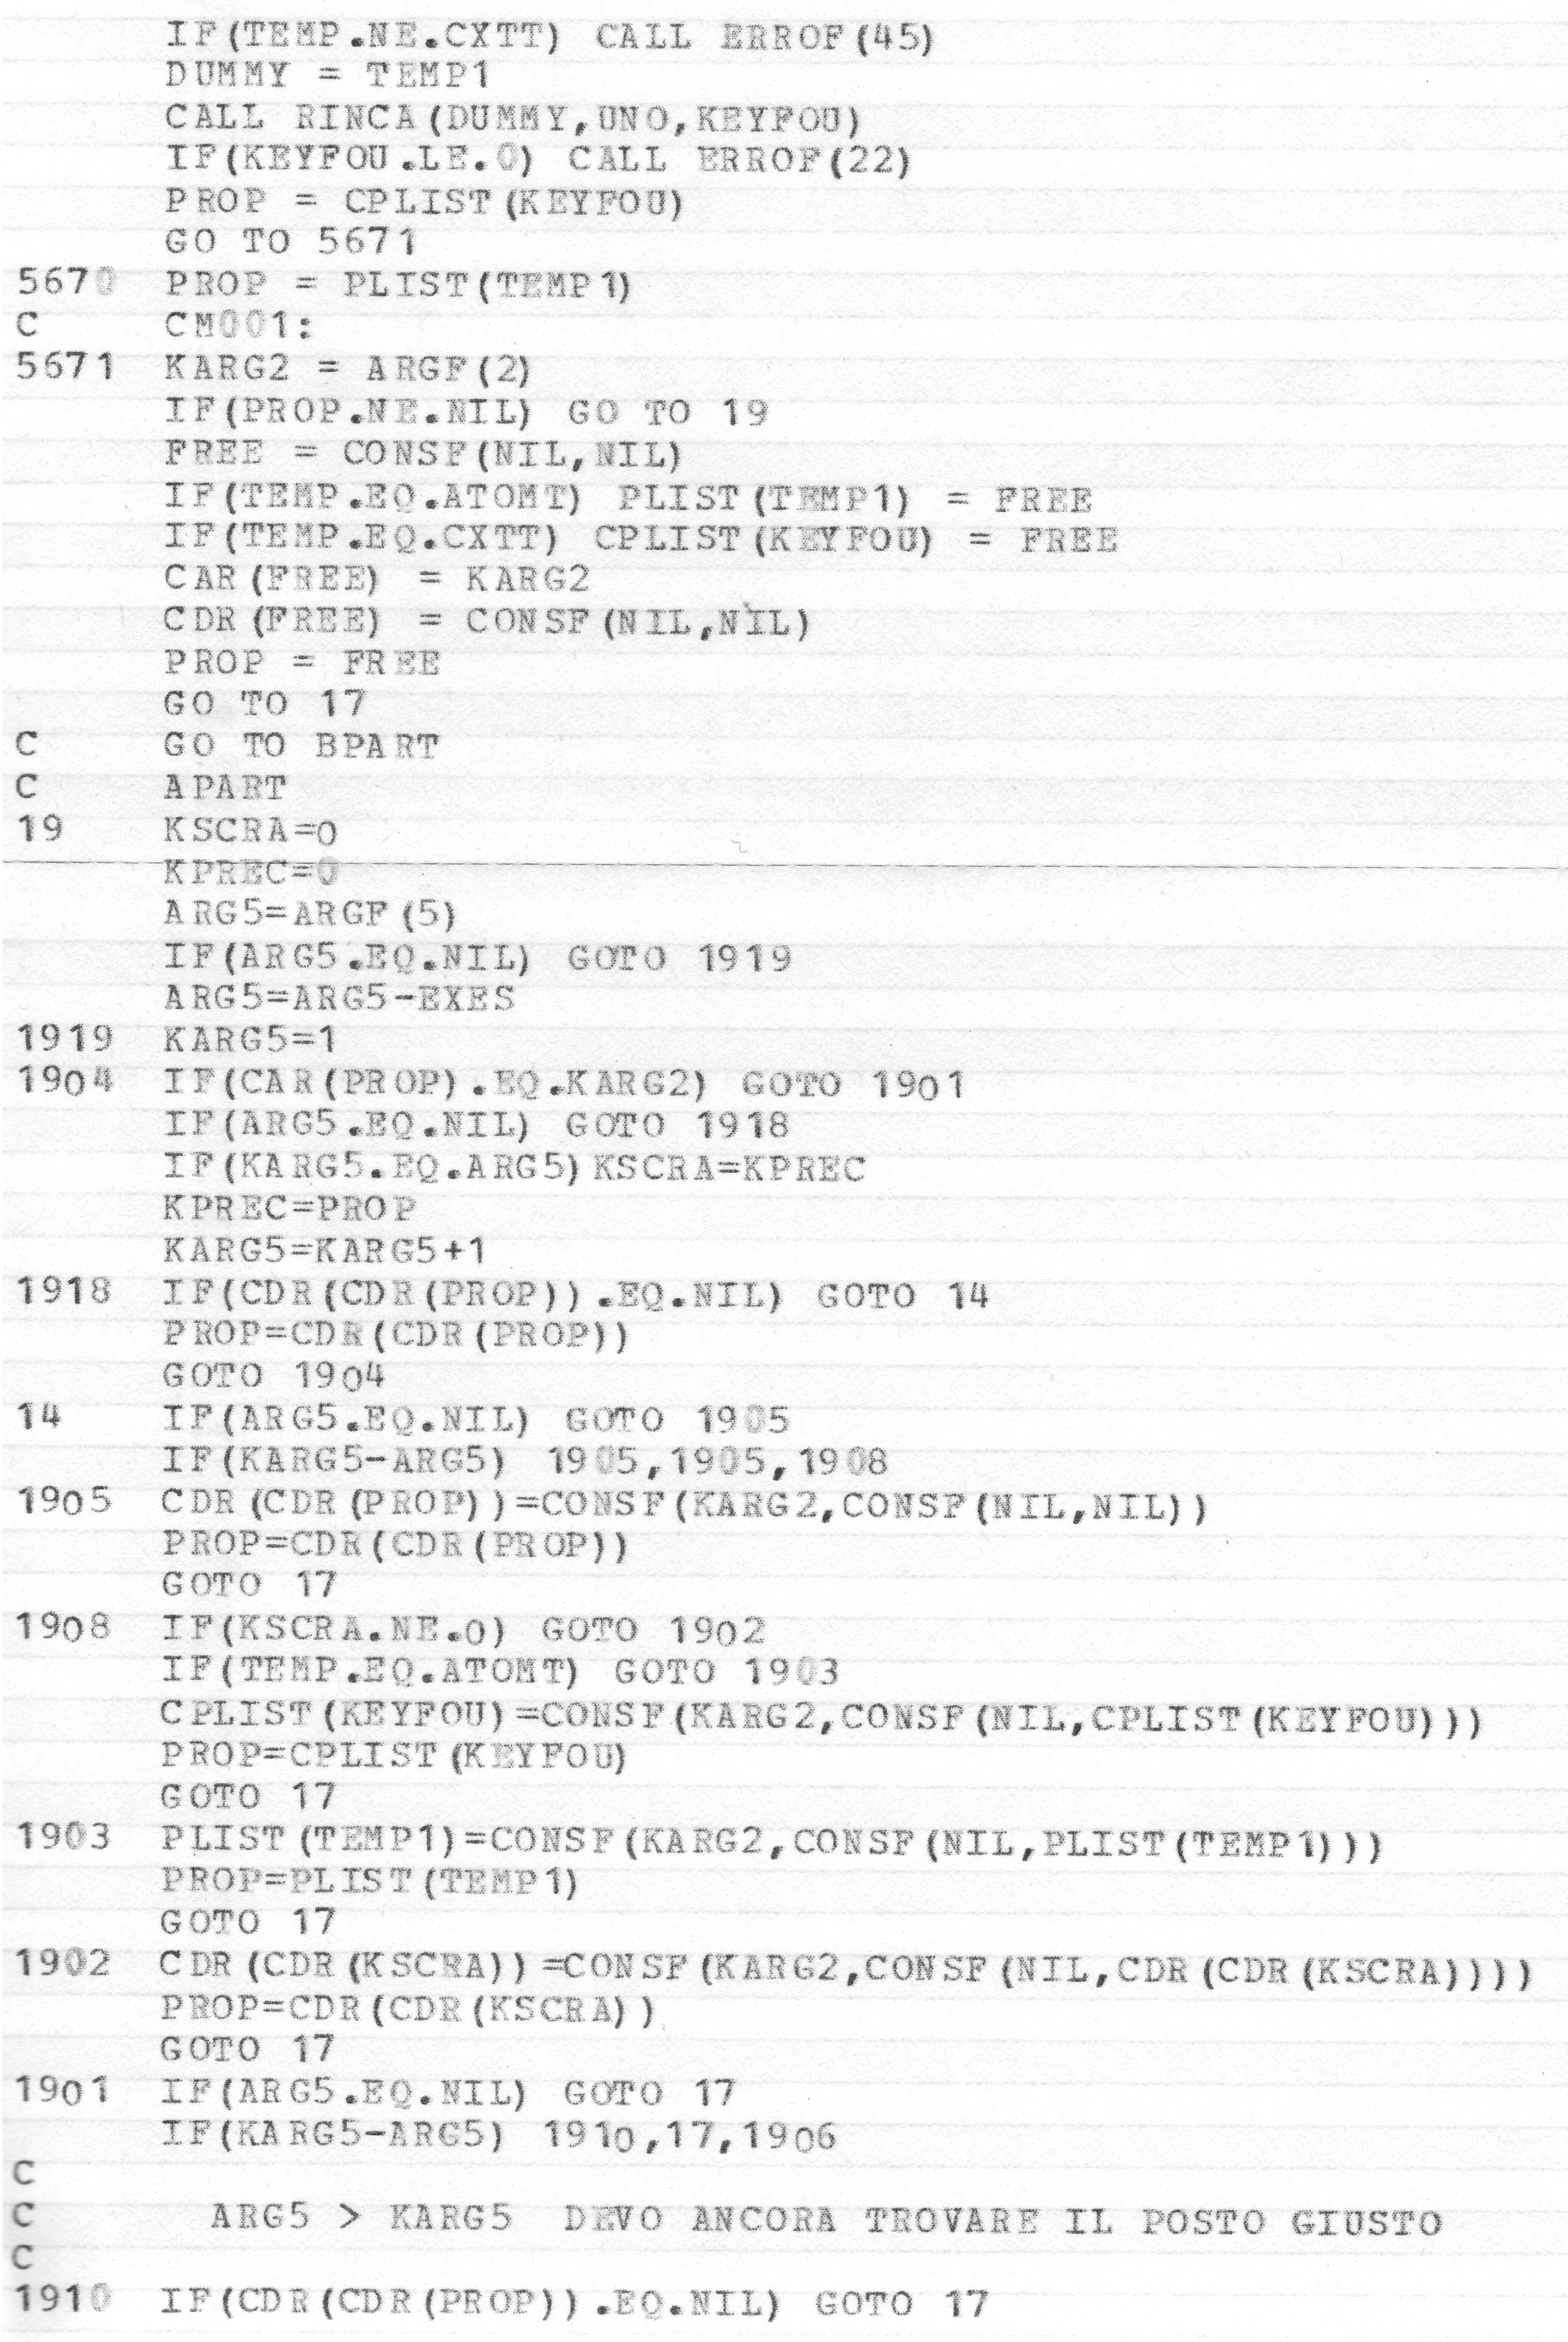 IF(TEMP.NE.CXTT) CALL ERROF(45)
      DUMMY = TEMP1
      CALL RINCA(DUMMY,UNO,KEYFOU)
      IF(KEYFOU.LE.0) CALL ERROF(22)
      PROP = CPLIST(KEYFOU)
      GO TO 5671
5670  PROP = PLIST(TEMP1)
C     CM001:
5671  KARG2 = ARGF(2)
      IF(PROP.NE.NIL) GO TO 19
      FREE = CONSF(NIL,NIL)
      IF(TEMP.EQ.ATOMT) PLIST(TEMP1) = FREE
      IF(TEMP.EQ.CXTT) CPLIST(KEYFOU) = FREE
      CAR(FREE) = KARG2
      CDR(FREE) = CONSF(NIL,NIL)
      PROP = FREE
      GO TO 17
C     GO TO BPART
C     APART
19    KSCRA=0
      KPREC=0
      ARG5=ARGF(5)
      IF(ARG5.EQ.NIL) GOTO 1919
      ARG5=ARG5-EXES
1919  KARG5=1
1904  IF(CAR(PROP).EQ.KARG2) GOTO 1901
      IF(ARG5.EQ.NIL) GOTO 1918
      IF(KARG5.EQ.ARG5)KSCRA=KPREC
      KPREC=PROP
      KARG5=KARG5+1
1918  IF(CDR(CDR(PROP)).EQ.NIL) GOTO 14
      PROP=CDR(CDR(PROP))
      GOTO 1904
14    IF(ARG5.EQ.NIL) GOTO 1905
      IF(KARG5-ARG5) 1905,1905,1908
1905  CDR(CDR(PROP))=CONSF(KARG2,CONSF(NIL,NIL))
      PROP=CDR(CDR(PROP))
      GOTO 17
1908  IF(KSCRA.NE.0) GOTO 1902
      IF(TEMP.EQ.ATOMT) GOTO 1903
      CPLIST(KEYFOU)=CONSF(KARG2,CONSF(NIL,CPLIST(KEYFOU)))
      PROP=CPLIST(KEYFOU)
      GOTO 17
1903  PLIST(TEMP1)=CONSF(KARG2,CONSF(NIL,PLIST(TEMP1)))
      PROP=PLIST(TEMP1)
      GOTO 17
1902  CDR(CDR(KSCRA))=CONSF(KARG2,CONSF(NIL,CDR(CDR(KSCRA))))
      PROP=CDR(CDR(KSCRA))
      GOTO 17
1901  IF(ARG5.EQ.NIL) GOTO 17
      IF(KARG5-ARG5) 1910,17,1906
C
C       ARG5 > KARG5  DEVO ANCORA TROVARE IL POSTO GIUSTO
C
1910  IF(CDR(CDR(PROP)).EQ.NIL) GOTO 17